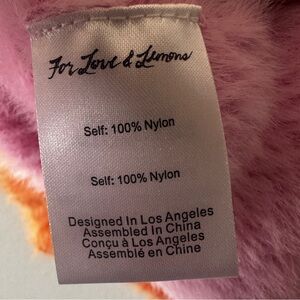 For Love & Lemons
Self: 100% Nylon
Self: 100% Nylon
Designed In Los Angeles
Assembled in China
Conçu à Los Angeles
Assemblé en Chine